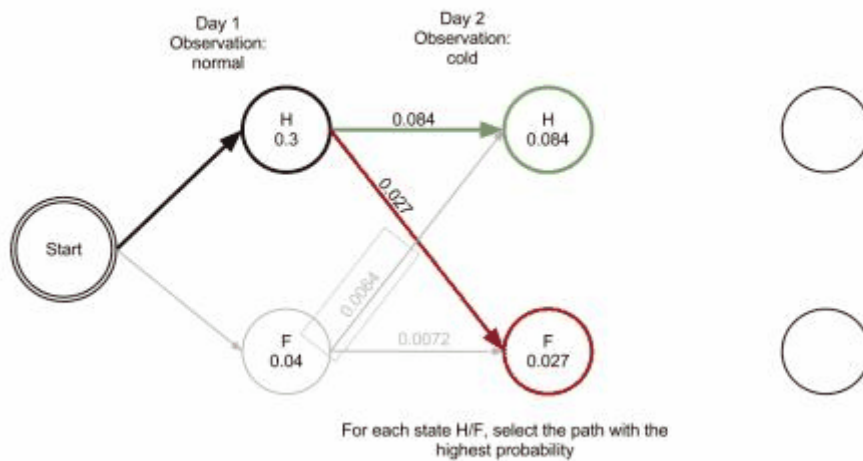 Day 1
Observation:
normal
Day 2
Observation:
cold
H
0.3
0.084
H
0.084
0.027
Start
0.0064
F
0.04
0.0072
F
0.027
For each state H/F, select the path with the
highest probability